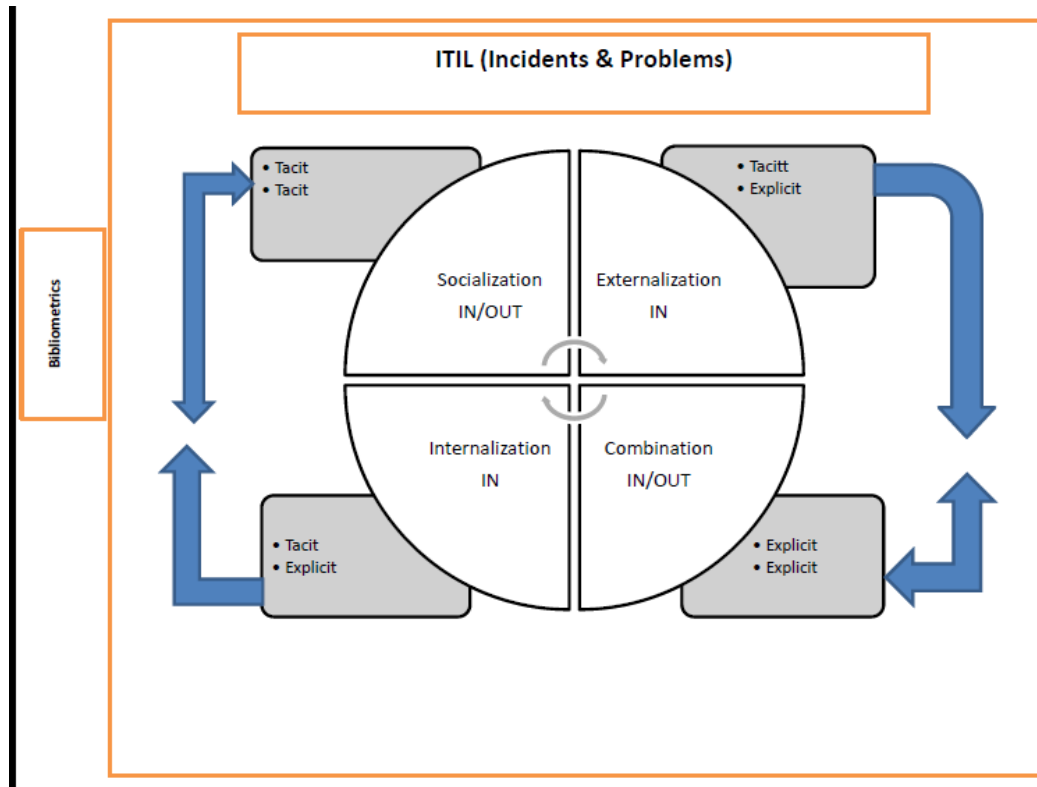 ITIL (Incidents & Problems)
• Tacit
• Tacit
• Tacitt
• Explicit
Socialization
IN/OUT
Externalization
IN
Bibliometrics
Internalization
IN
Combination
IN/OUT
• Tacit
• Explicit
• Explicit
• Explicit